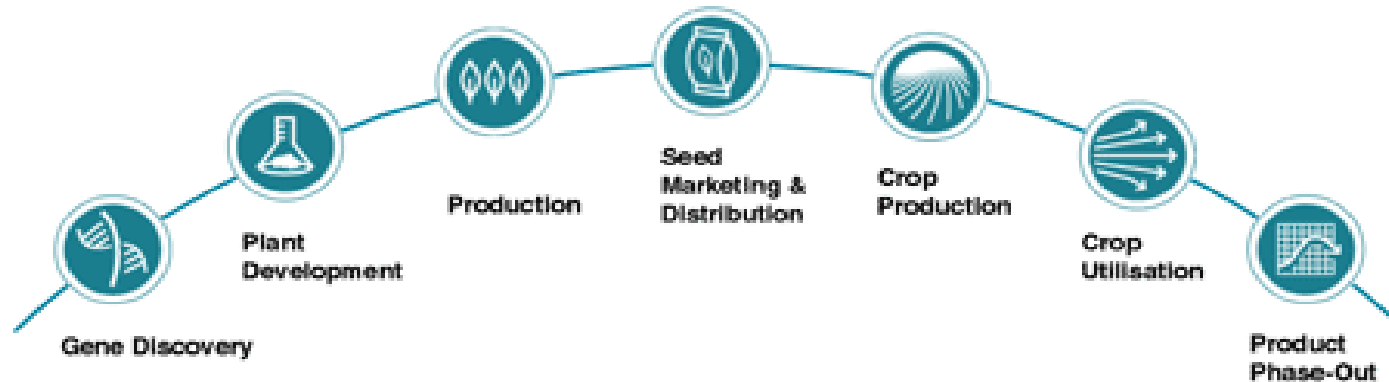 Gene Discovery
Plant
Development
Production
Seed
Marketing &
Distribution
Crop
Production
Crop
Utilisation
Product
Phase-Out